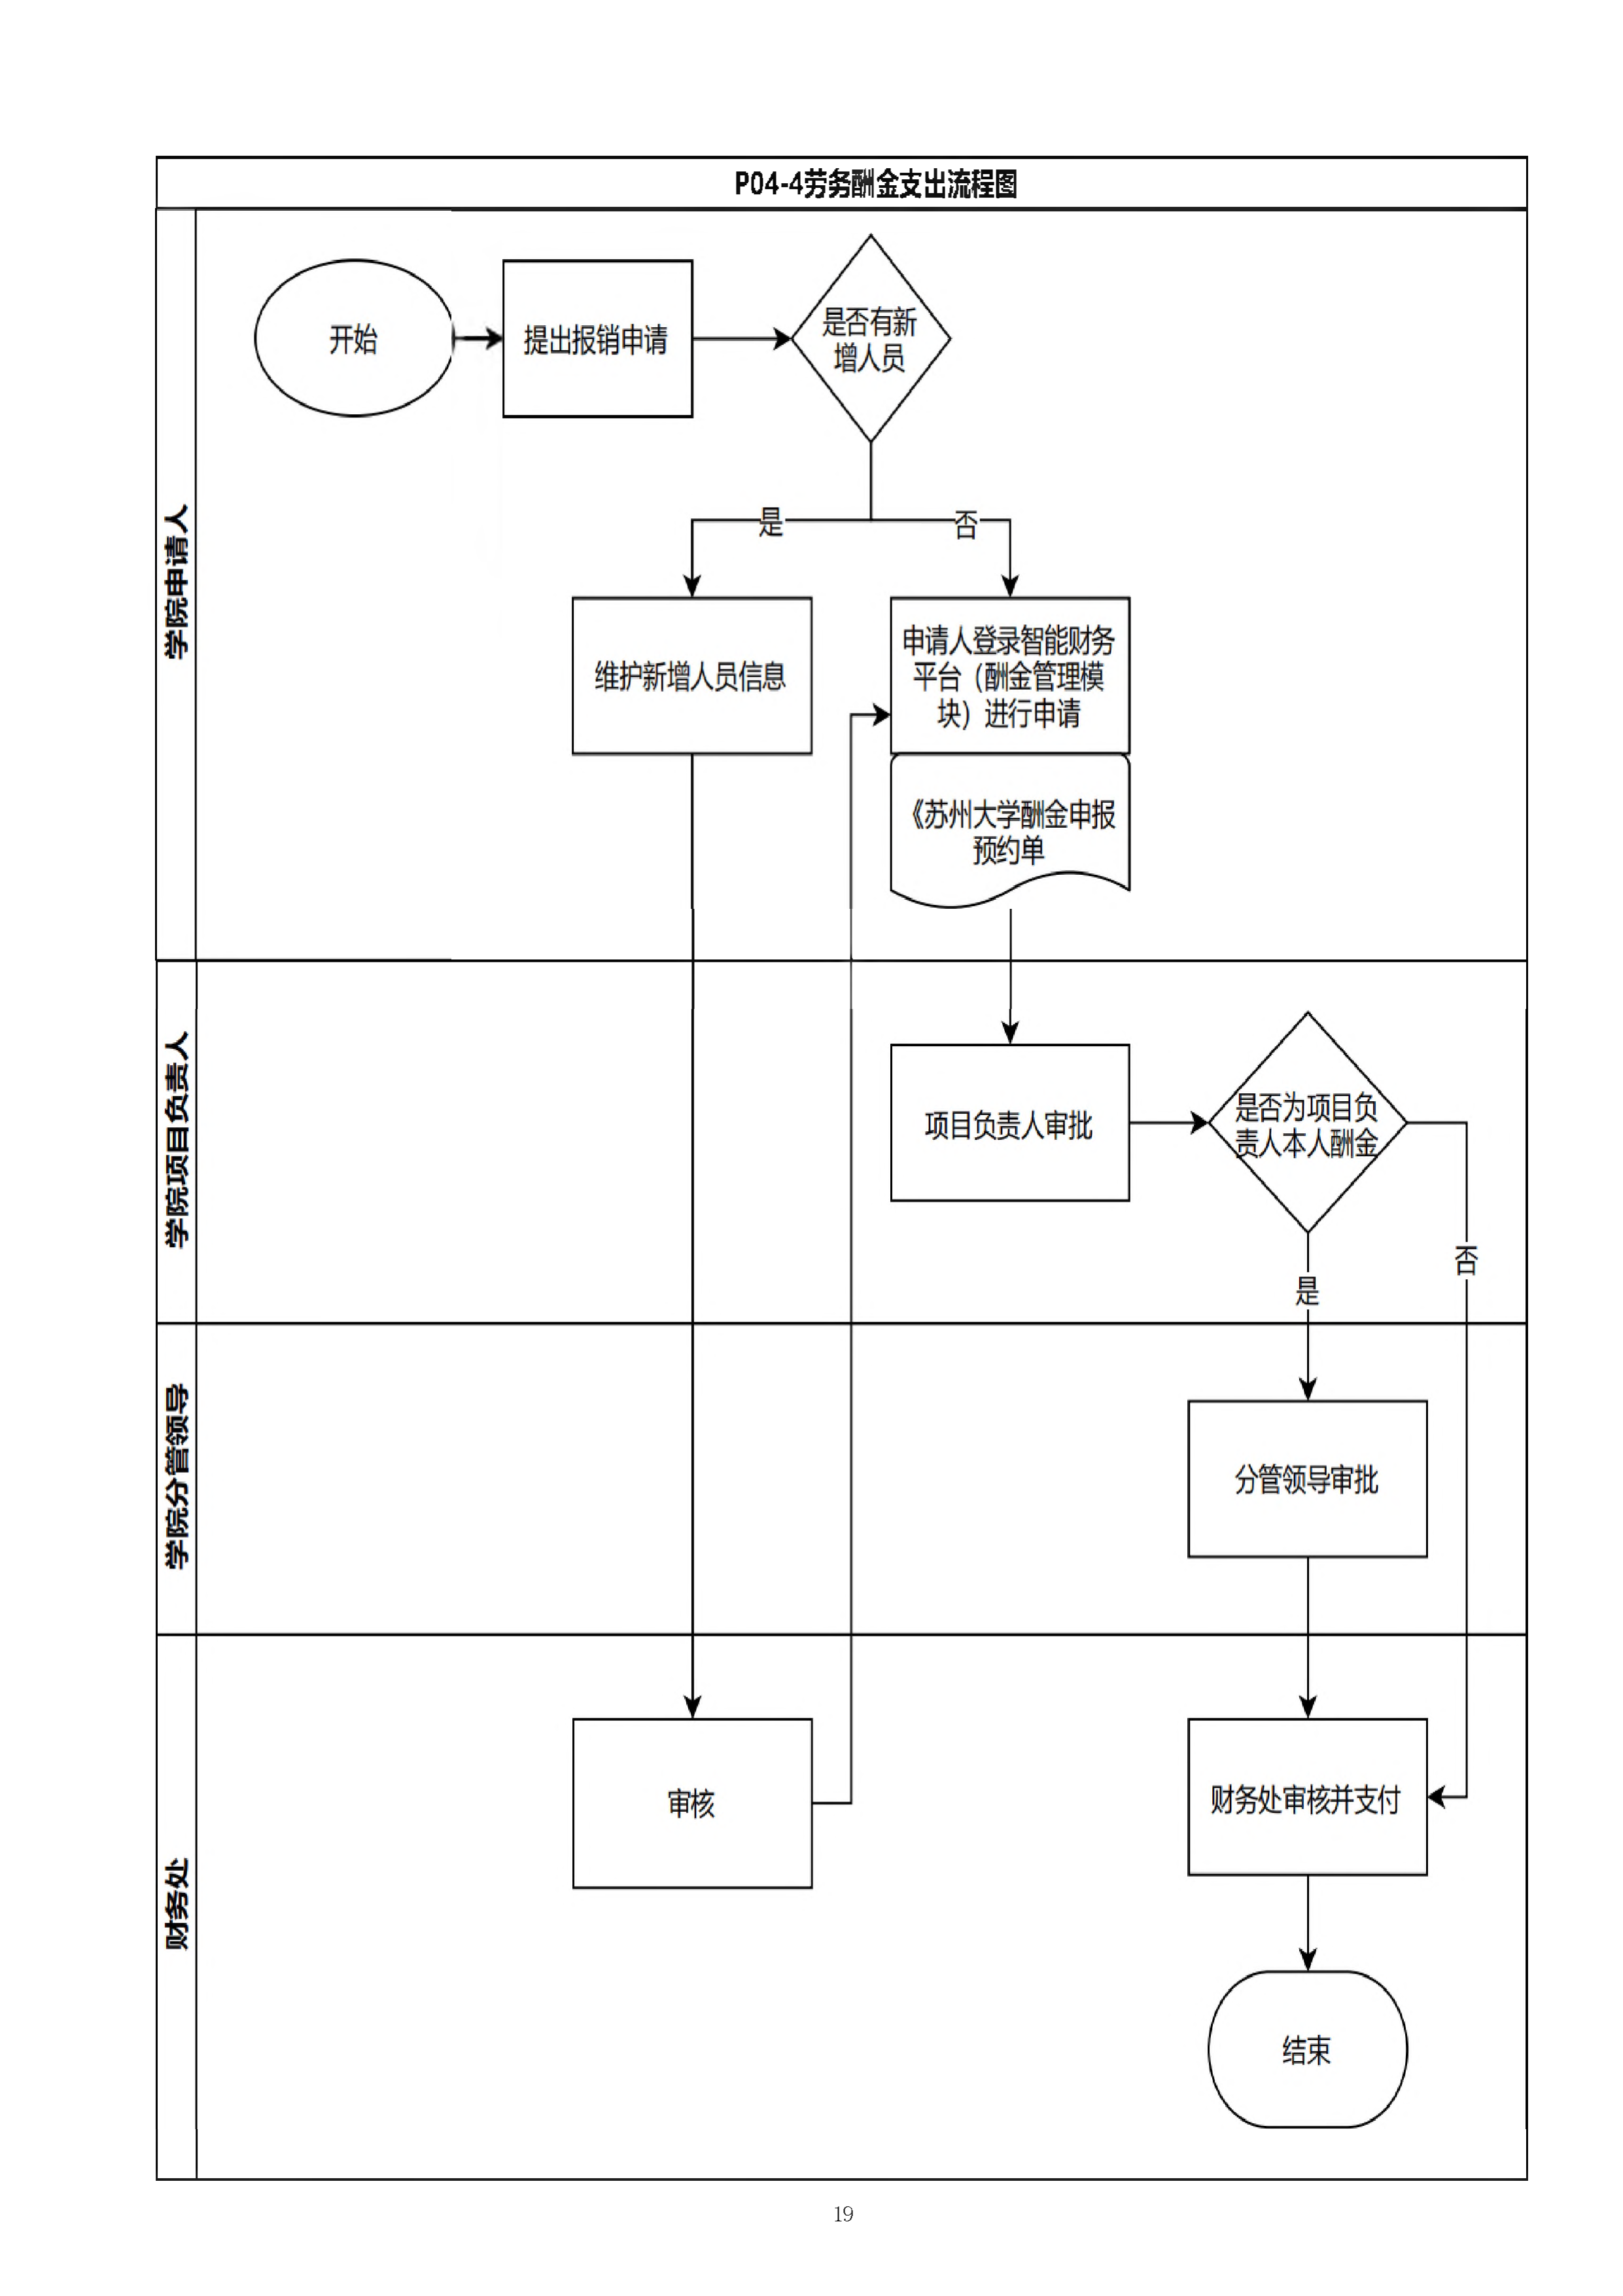 P04-4劳务酬金支出流程图
学院申请人
开始
提出报销申请
是否有新
增人员
是
否
维护新增人员信息
申请人登录智能财务
平台（酬金管理模
块）进行申请
《苏州大学酬金申报
预约单
学院项目负责人
项目负责人审批
是否为项目负
责人本人酬金
否
是
学院分管领导
分管领导审批
财务处
审核
财务处审核并支付
结束
19